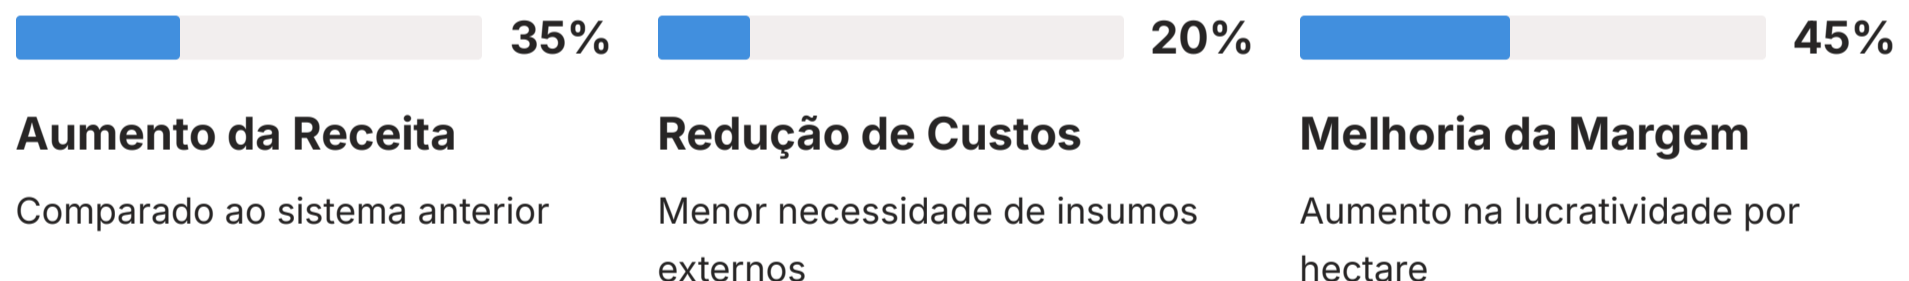 35%
Aumento da Receita
Comparado ao sistema anterior
20%
Redução de Custos
Menor necessidade de insumos
externos
45%
Melhoria da Margem
Aumento na lucratividade por
hectare